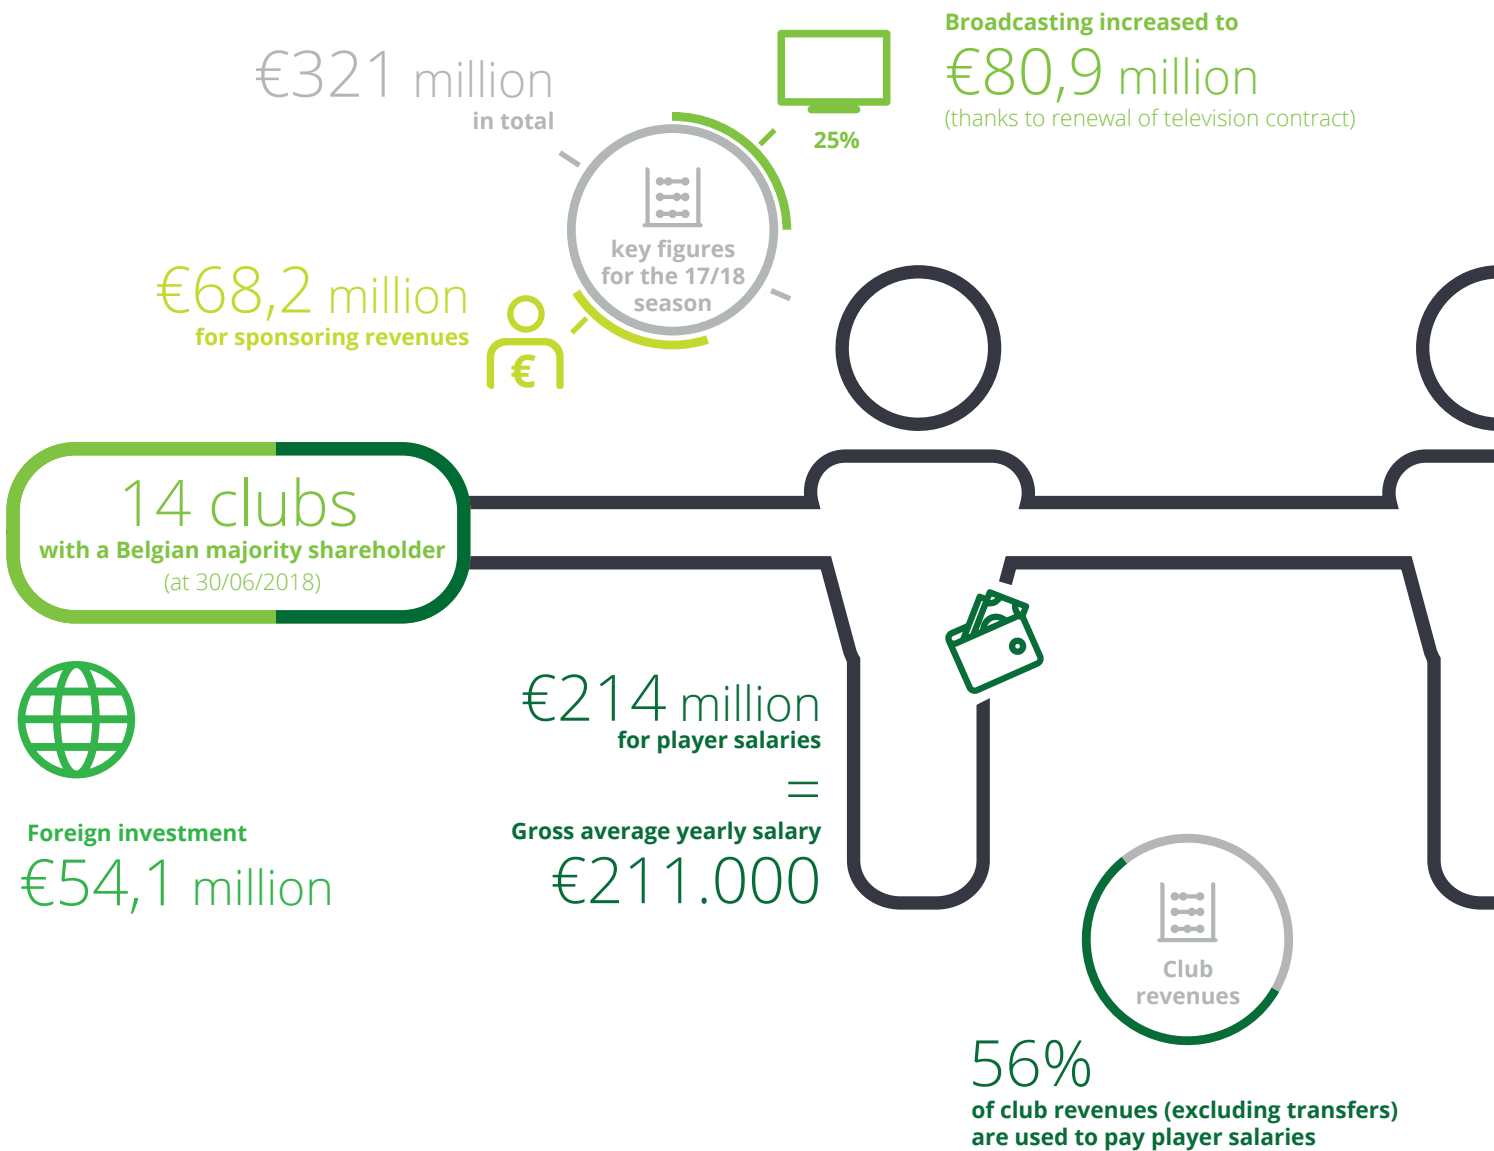 €321 million
in total
25%
Broadcasting increased to
€80,9 million
(thanks to renewal of television contract)
key figures
for the 17/18
season
€68,2 million
for sponsoring revenues
€
14 clubs
with a Belgian majority shareholder
(at 30/06/2018)
Foreign investment
€54,1 million
€214 million
for player salaries
=
Gross average yearly salary
€211.000
Club
revenues
56%
of club revenues (excluding transfers)
are used to pay player salaries